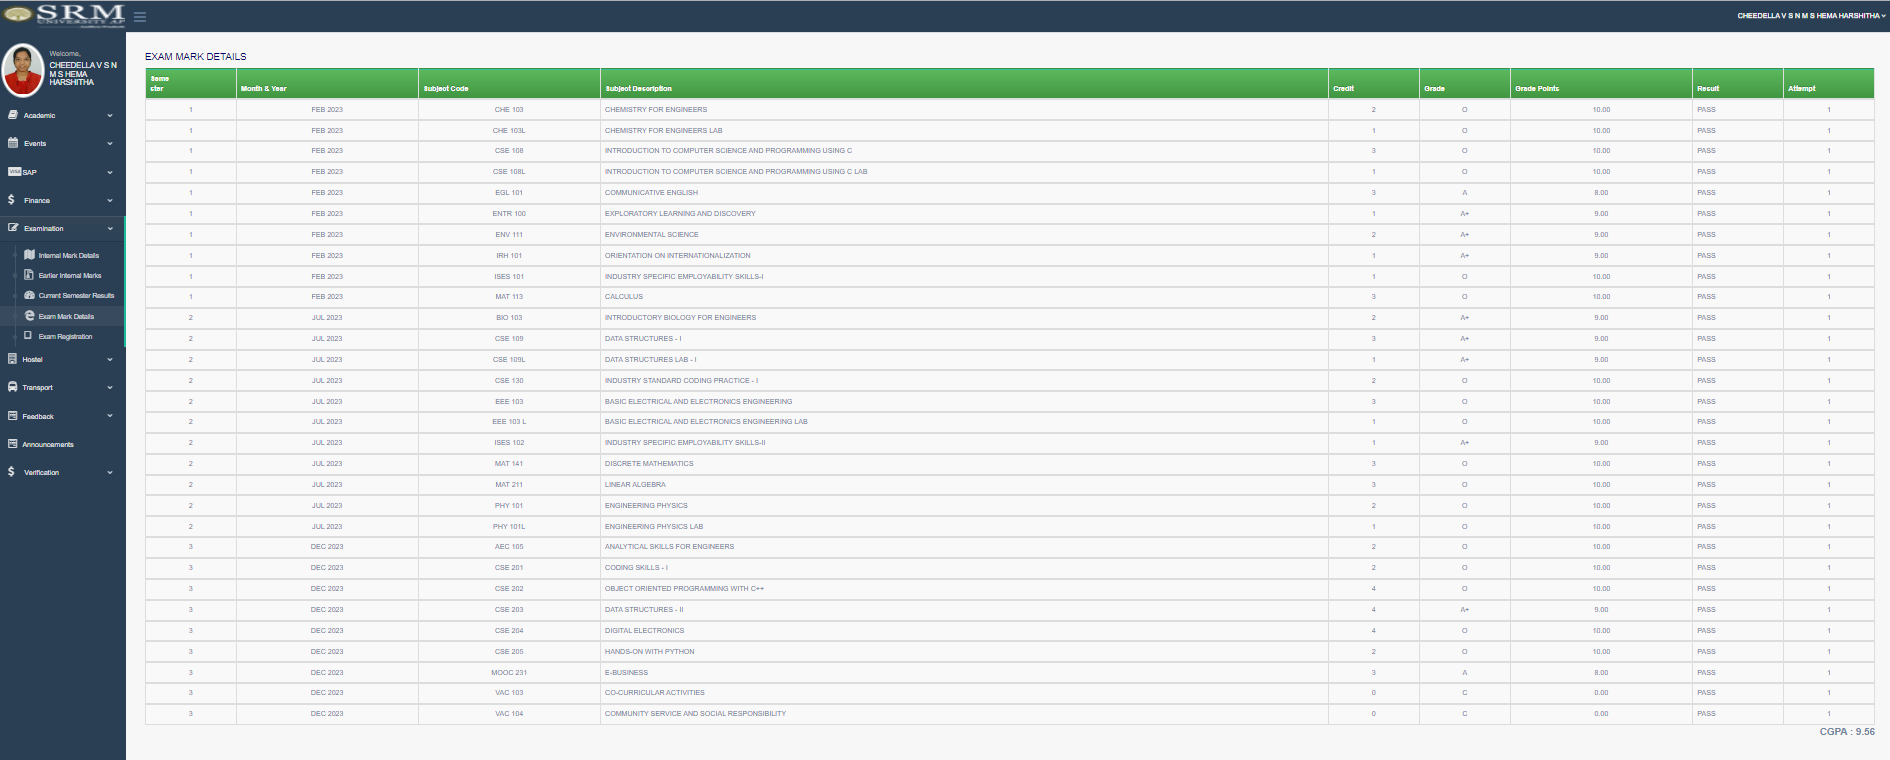 SRM
UNIVERSITY AP
CHEEDELLA V S N M S HEMA HARSHITHA
Welcome,
CHEEDELLA V S N
M S HEMA
HARSHITHA
Academic
Events
SAP
Finance
Examination
Internal Mark Details
Earlier Internal Marks
Current Semester Results
Exam Mark Details
Exam Registration
Hostel
Transport
Feedback
Announcements
Verification
EXAM MARK DETAILS
Seme
ster Month & Year Subject Code Subject Description Credit Grade Grade Points Result Attempt
1 FEB 2023 CHE 103 CHEMISTRY FOR ENGINEERS 2 O 10.00 PASS 1
1 FEB 2023 CHE 103L CHEMISTRY FOR ENGINEERS LAB 1 O 10.00 PASS 1
1 FEB 2023 CSE 108 INTRODUCTION TO COMPUTER SCIENCE AND PROGRAMMING USING C 3 O 10.00 PASS 1
1 FEB 2023 CSE 108L INTRODUCTION TO COMPUTER SCIENCE AND PROGRAMMING USING C LAB 1 O 10.00 PASS 1
1 FEB 2023 EGL 101 COMMUNICATIVE ENGLISH 3 A 8.00 PASS 1
1 FEB 2023 ENTR 100 EXPLORATORY LEARNING AND DISCOVERY 1 A+ 9.00 PASS 1
1 FEB 2023 ENV 111 ENVIRONMENTAL SCIENCE 2 A+ 9.00 PASS 1
1 FEB 2023 IRH 101 ORIENTATION ON INTERNATIONALIZATION 1 A+ 9.00 PASS 1
1 FEB 2023 ISES 101 INDUSTRY SPECIFIC EMPLOYABILITY SKILLS-I 1 O 10.00 PASS 1
1 FEB 2023 MAT 113 CALCULUS 3 O 10.00 PASS 1
2 JUL 2023 BIO 103 INTRODUCTORY BIOLOGY FOR ENGINEERS 2 A+ 9.00 PASS 1
2 JUL 2023 CSE 109 DATA STRUCTURES - I 3 A+ 9.00 PASS 1
2 JUL 2023 CSE 109L DATA STRUCTURES LAB - I 1 A+ 9.00 PASS 1
2 JUL 2023 CSE 130 INDUSTRY STANDARD CODING PRACTICE - I 2 O 10.00 PASS 1
2 JUL 2023 EEE 103 BASIC ELECTRICAL AND ELECTRONICS ENGINEERING 3 O 10.00 PASS 1
2 JUL 2023 EEE 103 L BASIC ELECTRICAL AND ELECTRONICS ENGINEERING LAB 1 O 10.00 PASS 1
2 JUL 2023 ISES 102 INDUSTRY SPECIFIC EMPLOYABILITY SKILLS-II 1 A+ 9.00 PASS 1
2 JUL 2023 MAT 141 DISCRETE MATHEMATICS 3 O 10.00 PASS 1
2 JUL 2023 MAT 211 LINEAR ALGEBRA 3 O 10.00 PASS 1
2 JUL 2023 PHY 101 ENGINEERING PHYSICS 2 O 10.00 PASS 1
2 JUL 2023 PHY 101L ENGINEERING PHYSICS LAB 1 O 10.00 PASS 1
3 DEC 2023 AEC 105 ANALYTICAL SKILLS FOR ENGINEERS 2 O 10.00 PASS 1
3 DEC 2023 CSE 201 CODING SKILLS - I 2 O 10.00 PASS 1
3 DEC 2023 CSE 202 OBJECT ORIENTED PROGRAMMING WITH C++ 4 O 10.00 PASS 1
3 DEC 2023 CSE 203 DATA STRUCTURES - II 4 A+ 9.00 PASS 1
3 DEC 2023 CSE 204 DIGITAL ELECTRONICS 4 O 10.00 PASS 1
3 DEC 2023 CSE 205 HANDS-ON WITH PYTHON 2 O 10.00 PASS 1
3 DEC 2023 MOOC 231 E-BUSINESS 3 A 8.00 PASS 1
3 DEC 2023 VAC 103 CO-CURRICULAR ACTIVITIES 0 C 0.00 PASS 1
3 DEC 2023 VAC 104 COMMUNITY SERVICE AND SOCIAL RESPONSIBILITY 0 C 0.00 PASS 1
CGPA : 9.56